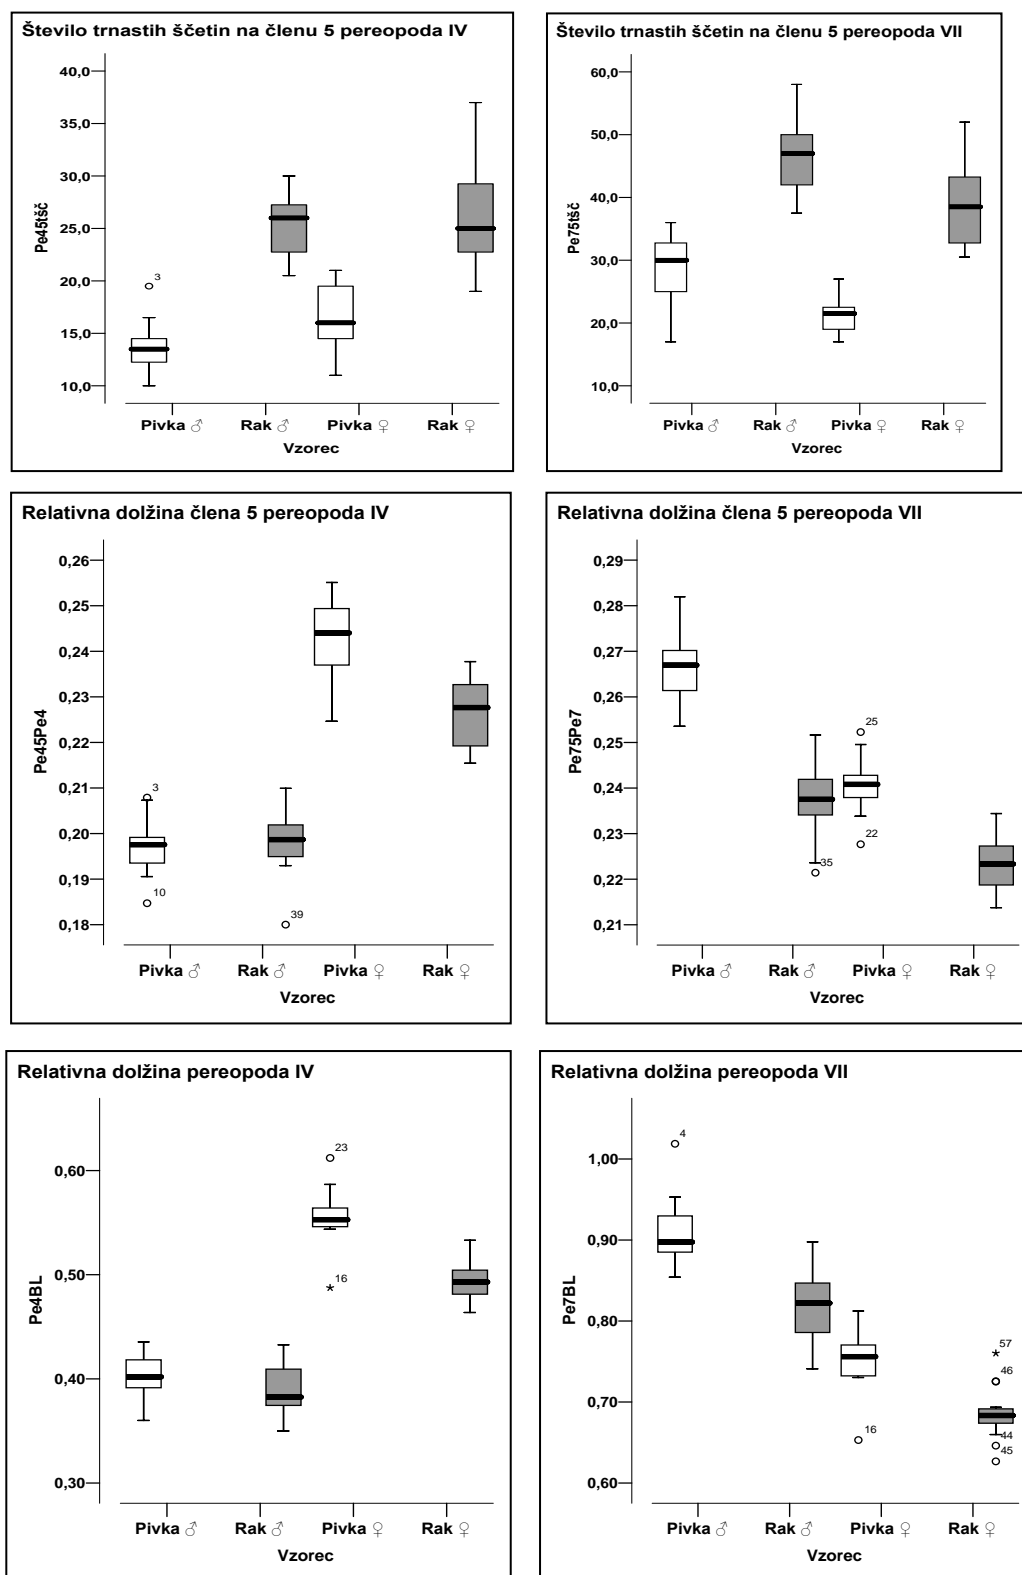 Število trnastih ščetin na členu 5 pereopoda IV
40,0
35,0
30,0
25,0
20,0
15,0
10,0
Pe45tšč
3
Pivka ♂ Rak ♂ Pivka ♀ Rak ♀
Vzorec
Število trnastih ščetin na členu 5 pereopoda VII
60,0
50,0
40,0
30,0
20,0
10,0
Pe75tšč
Pivka ♂ Rak ♂ Pivka ♀ Rak ♀
Vzorec
Relativna dolžina člena 5 pereopoda IV
0,26
0,25
0,24
0,23
0,22
0,21
0,20
0,19
0,18
Pe45Pe4
3
10
39
Pivka ♂ Rak ♂ Pivka ♀ Rak ♀
Vzorec
Relativna dolžina člena 5 pereopoda VII
0,29
0,28
0,27
0,26
0,25
0,24
0,23
0,22
0,21
Pe75Pe7
25
22
35
Pivka ♂ Rak ♂ Pivka ♀ Rak ♀
Vzorec
Relativna dolžina pereopoda IV
0,60
0,50
0,40
0,30
Pe4BL
23
16
Pivka ♂ Rak ♂ Pivka ♀ Rak ♀
Vzorec
Relativna dolžina pereopoda VII
1,00
0,90
0,80
0,70
0,60
Pe7BL
4
16
57
46
44
45
Pivka ♂ Rak ♂ Pivka ♀ Rak ♀
Vzorec